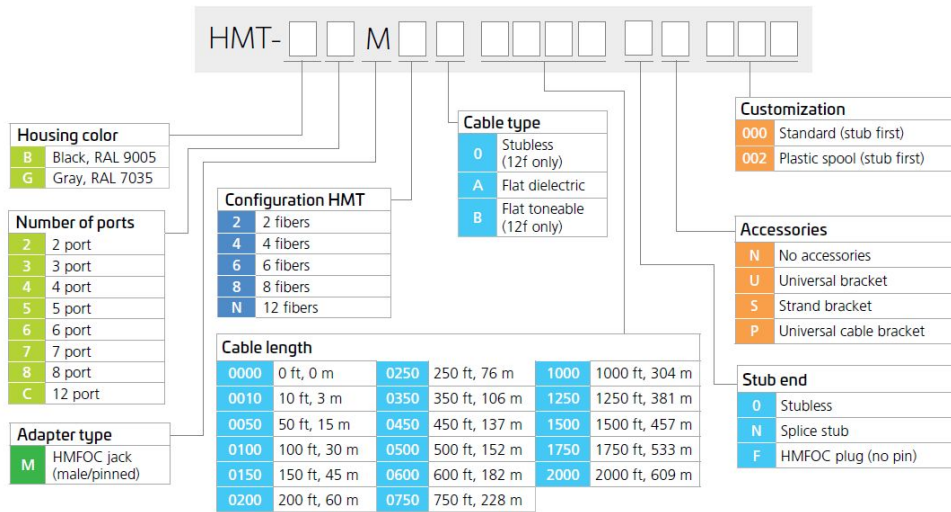 HMT- M
Housing color
B Black, RAL 9005
G Gray, RAL 7035
Number of ports
2 2 port
3 3 port
4 4 port
5 5 port
6 6 port
7 7 port
8 8 port
C 12 port
Adapter type
M HMFOC jack
(male/pinned)
Configuration HMT
2 2 fibers
4 4 fibers
6 6 fibers
8 8 fibers
N 12 fibers
Cable type
0 Stubless
(12f only)
A Flat dielectric
B Flat toneable
(12f only)
Cable length
0000 0 ft, 0 m 0250 250 ft, 76 m 1000 1000 ft, 304 m
0010 10 ft, 3 m 0350 350 ft, 106 m 1250 1250 ft, 381 m
0050 50 ft, 15 m 0450 450 ft, 137 m 1500 1500 ft, 457 m
0100 100 ft, 30 m 0500 500 ft, 152 m 1750 1750 ft, 533 m
0150 150 ft, 45 m 0600 600 ft, 182 m 2000 2000 ft, 609 m
0200 200 ft, 60 m 0750 750 ft, 228 m
Customization
000 Standard (stub first)
002 Plastic spool (stub first)
Accessories
N No accessories
U Universal bracket
S Strand bracket
P Universal cable bracket
Stub end
0 Stubless
N Splice stub
F HMFOC plug (no pin)